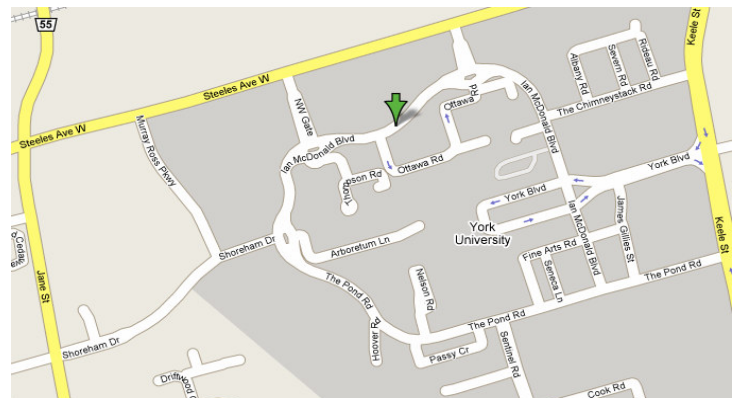 55
Keele St
Rideau Rd
Severn Rd
Albany Rd
Steeles Ave W
NW Gate
Ottawa
Rd
Ian McDonald Blvd
The Chimneystack Rd
Steeles Ave W
Murray Ross Pkwy
Ian McDonald Blvd
Ottawa Rd
pson Rd
Thom
York Blvd
York Blvd
York
University
Ian McDonald Blvd
James Gillies St
Keele St
Shoreham Dr
Arboretum Ln
Fine Arts Rd
Seneca Ln
Cedar
Jane St
The Pond Rd
Nelson Rd
The Pond Rd
The Pond Rd
Hoover Rd
Passy Cr
Sentinel Rd
Shoreham Dr
Driftwood
Cook Rd